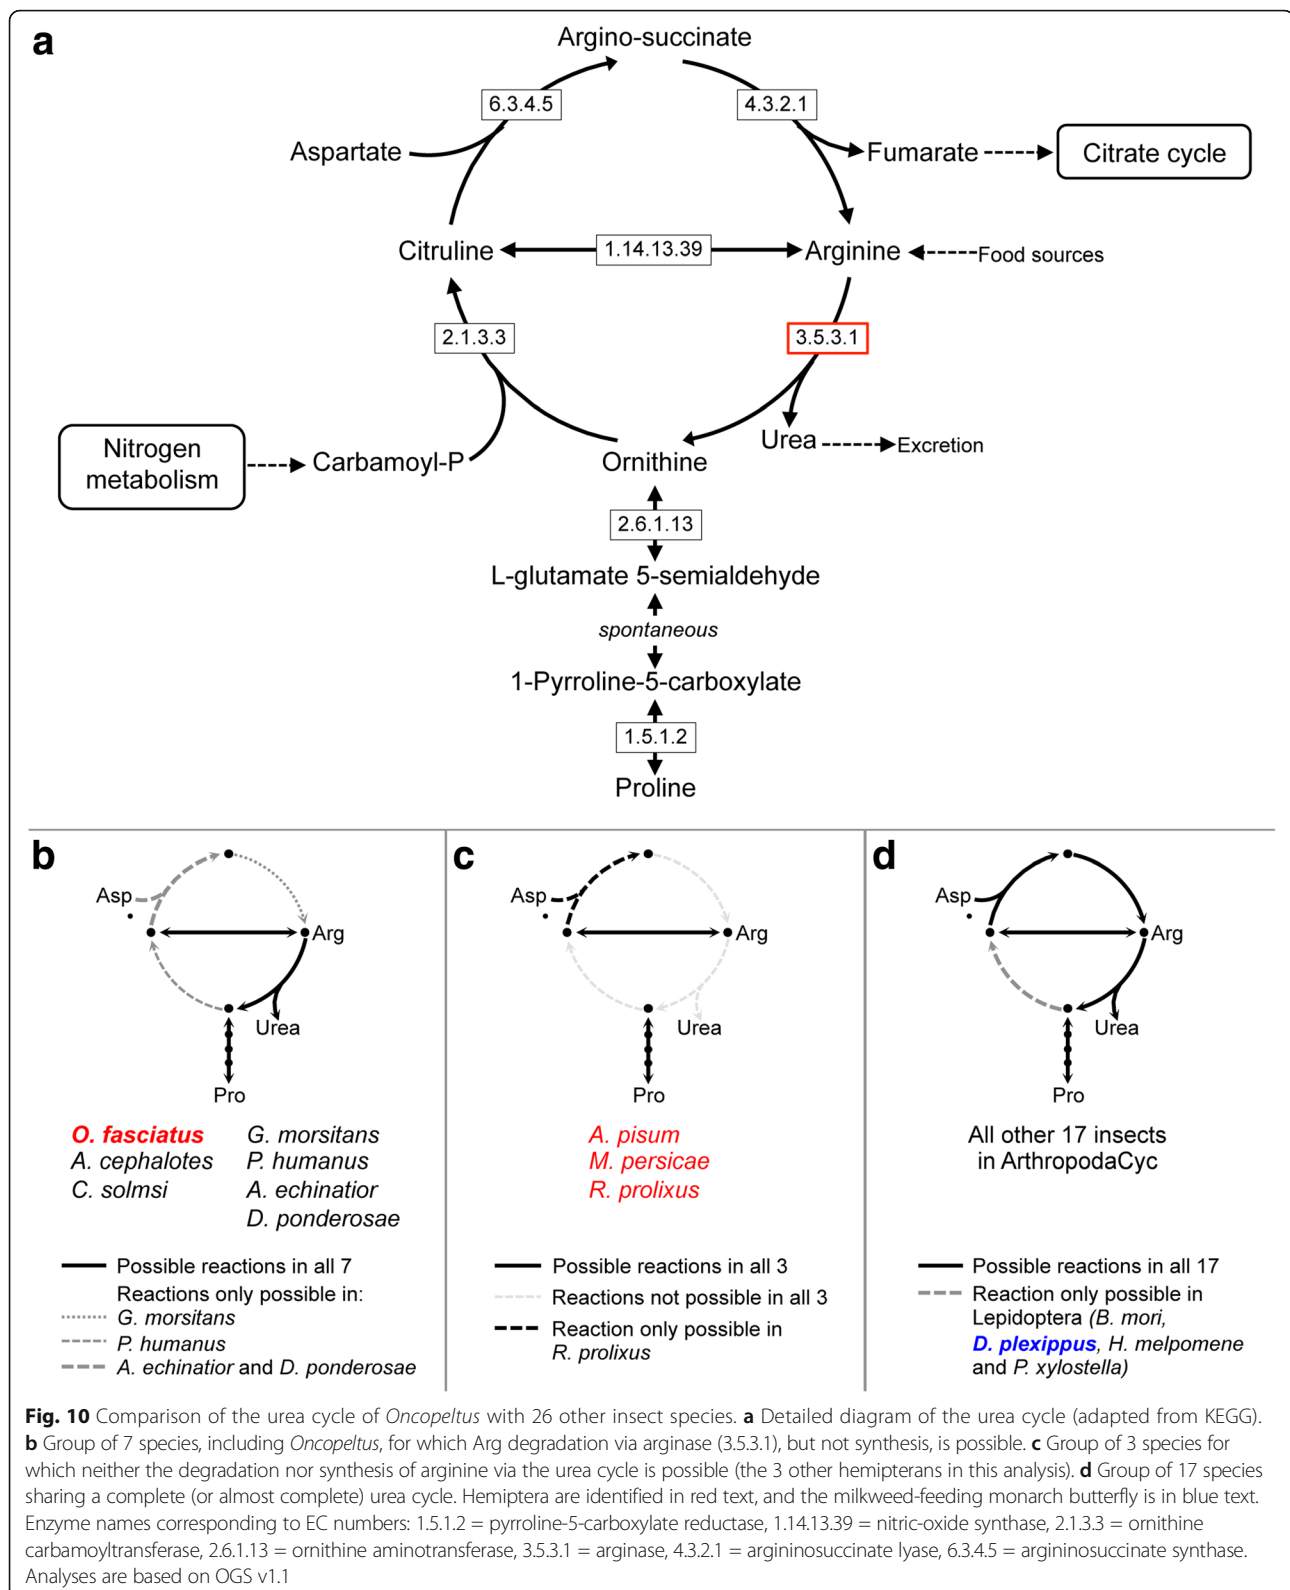 a
Argino-succinate
6.3.4.5
4.3.2.1
Aspartate
Fumarate
Citrate cycle
Citruline
1.14.13.39
Arginine
Food sources
2.1.3.3
3.5.3.1
Nitrogen
metabolism
Carbamoyl-P
Ornithine
Urea
Excretion
2.6.1.13
L-glutamate 5-semialdehyde
spontaneous
1-Pyrroline-5-carboxylate
1.5.1.2
Proline
b
Asp
Arg
Urea
Pro
O. fasciatus
A. cephalotes
C. solmsi
G. morsitans
P. humanus
A. echinatior
D. ponderosae
Possible reactions in all 7
Reactions only possible in:
G. morsitans
P. humanus
A. echinatior and D. ponderosae
c
Asp
Arg
Urea
Pro
A. pisum
M. persicae
R. prolixus
Possible reactions in all 3
Reactions not possible in all 3
Reaction only possible in
R. prolixus
d
Asp
Arg
Urea
Pro
All other 17 insects
in ArthropodaCyc
Possible reactions in all 17
Reaction only possible in
Lepidoptera (B. mori,
D. plexippus, H. melpomene
and P. xylostella)
Fig. 10 Comparison of the urea cycle of Oncopeltus with 26 other insect species. a Detailed diagram of the urea cycle (adapted from KEGG).
b Group of 7 species, including Oncopeltus, for which Arg degradation via arginase (3.5.3.1), but not synthesis, is possible. c Group of 3 species for
which neither the degradation nor synthesis of arginine via the urea cycle is possible (the 3 other hemipterans in this analysis). d Group of 17 species
sharing a complete (or almost complete) urea cycle. Hemiptera are identified in red text, and the milkweed-feeding monarch butterfly is in blue text.
Enzyme names corresponding to EC numbers: 1.5.1.2 = pyrroline-5-carboxylate reductase, 1.14.13.39 = nitric-oxide synthase, 2.1.3.3 = ornithine
carbamoyltransferase, 2.6.1.13 = ornithine aminotransferase, 3.5.3.1 = arginase, 4.3.2.1 = argininosuccinate lyase, 6.3.4.5 = argininosuccinate synthase.
Analyses are based on OGS v1.1